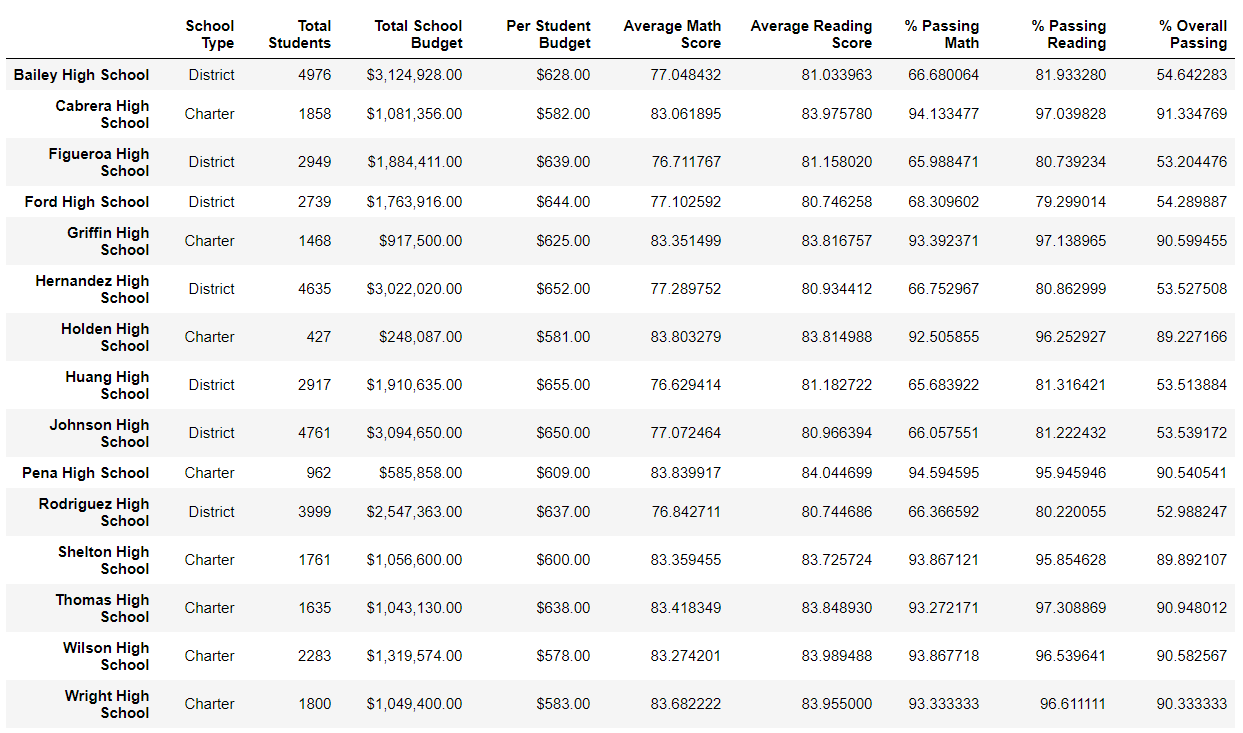 School Type Total Students Total School Budget Per Student Budget Average Math Score Average Reading Score % Passing Math % Passing Reading % Overall Passing
Bailey High School District 4976 $3,124,928.00 $628.00 77.048432 81.033963 66.680064 81.933280 54.642283
Cabrera High School Charter 1858 $1,081,356.00 $582.00 83.061895 83.975780 94.133477 97.039828 91.334769
Figueroa High School District 2949 $1,884,411.00 $639.00 76.711767 81.158020 65.988471 80.739234 53.204476
Ford High School District 2739 $1,763,916.00 $644.00 77.102592 80.746258 68.309602 79.299014 54.289887
Griffin High School Charter 1468 $917,500.00 $625.00 83.351499 83.816757 93.392371 97.138965 90.599455
Hernandez High School District 4635 $3,022,020.00 $652.00 77.289752 80.934412 66.752967 80.862999 53.527508
Holden High School Charter 427 $248,087.00 $581.00 83.803279 83.814988 92.505855 96.252927 89.227166
Huang High School District 2917 $1,910,635.00 $655.00 76.629414 81.182722 65.683922 81.316421 53.513884
Johnson High School District 4761 $3,094,650.00 $650.00 77.072464 80.966394 66.057551 81.222432 53.539172
Pena High School Charter 962 $585,858.00 $609.00 83.839917 84.044699 94.594595 95.945946 90.540541
Rodriguez High School District 3999 $2,547,363.00 $637.00 76.842711 80.744686 66.366592 80.220055 52.988247
Shelton High School Charter 1761 $1,056,600.00 $600.00 83.359455 83.725724 93.867121 95.854628 89.892107
Thomas High School Charter 1635 $1,043,130.00 $638.00 83.418349 83.848930 93.272171 97.308869 90.948012
Wilson High School Charter 2283 $1,319,574.00 $578.00 83.274201 83.989488 93.867718 96.539641 90.582567
Wright High School Charter 1800 $1,049,400.00 $583.00 83.682222 83.955000 93.333333 96.611111 90.333333